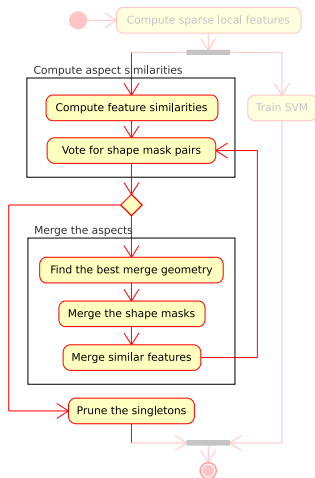 Compute sparse local features
Compute aspect similarities
Compute feature similarities
Train SVM
Vote for shape mask pairs
Merge the aspects
Find the best merge geometry
Merge the shape masks
Merge similar features
Prune the singletons